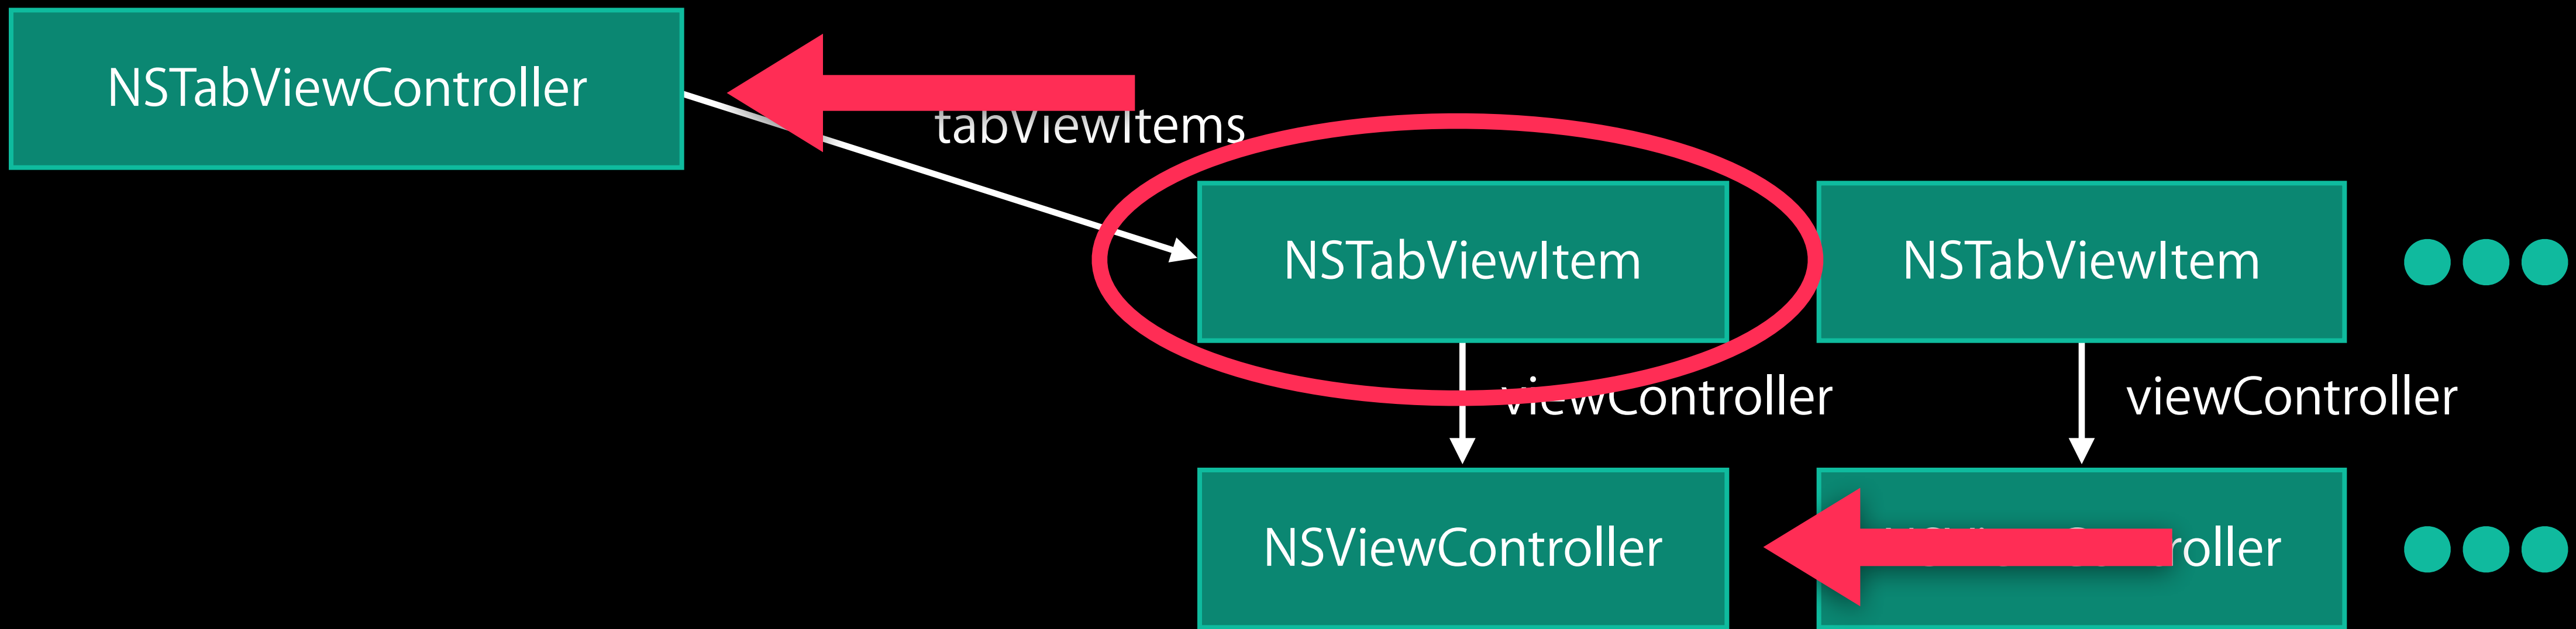 NSTabViewController
tabViewItems
NSTabViewItem
NSTabViewItem
viewController
viewController
NSViewController